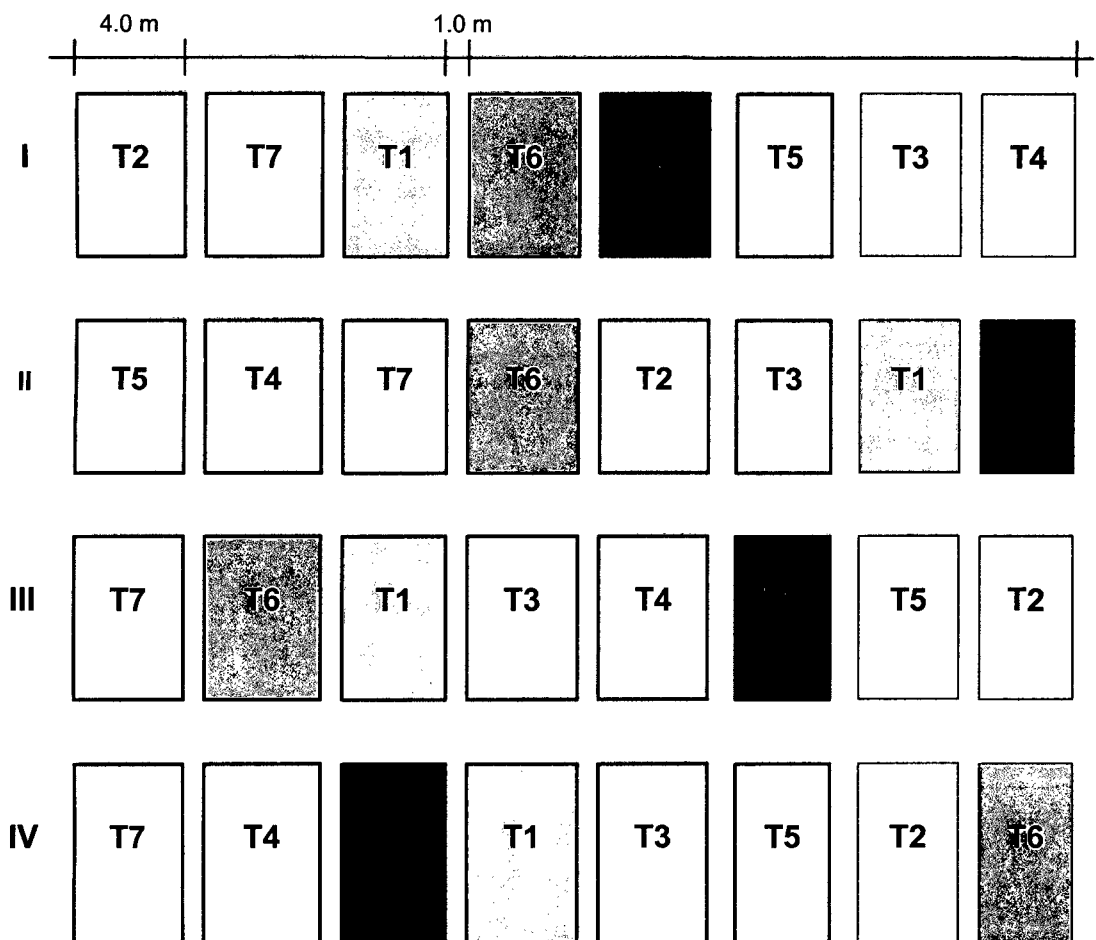 4.0 m 1.0 m
I T2 T7 T1 T6 T5 T3 T4
II T5 T4 T7 T6 T2 T3 T1
III T7 T6 T1 T3 T4 T5 T2
IV T7 T4 T1 T3 T5 T2 T6